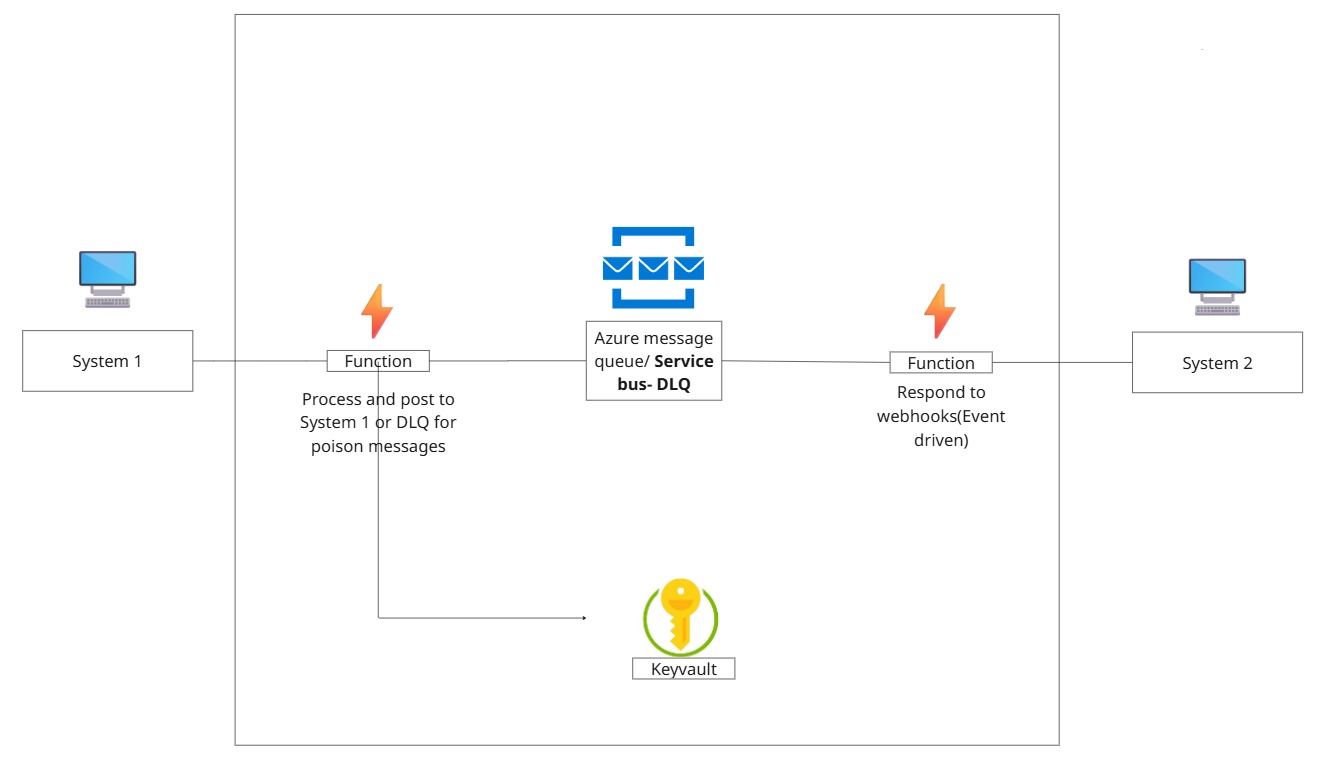 System 1
Function
Process and post to
System 1 or DLQ for
poison messages
Azure message
queue/ Service
bus- DLQ
Function
Respond to
webhooks(Event
driven)
System 2
Keyvault